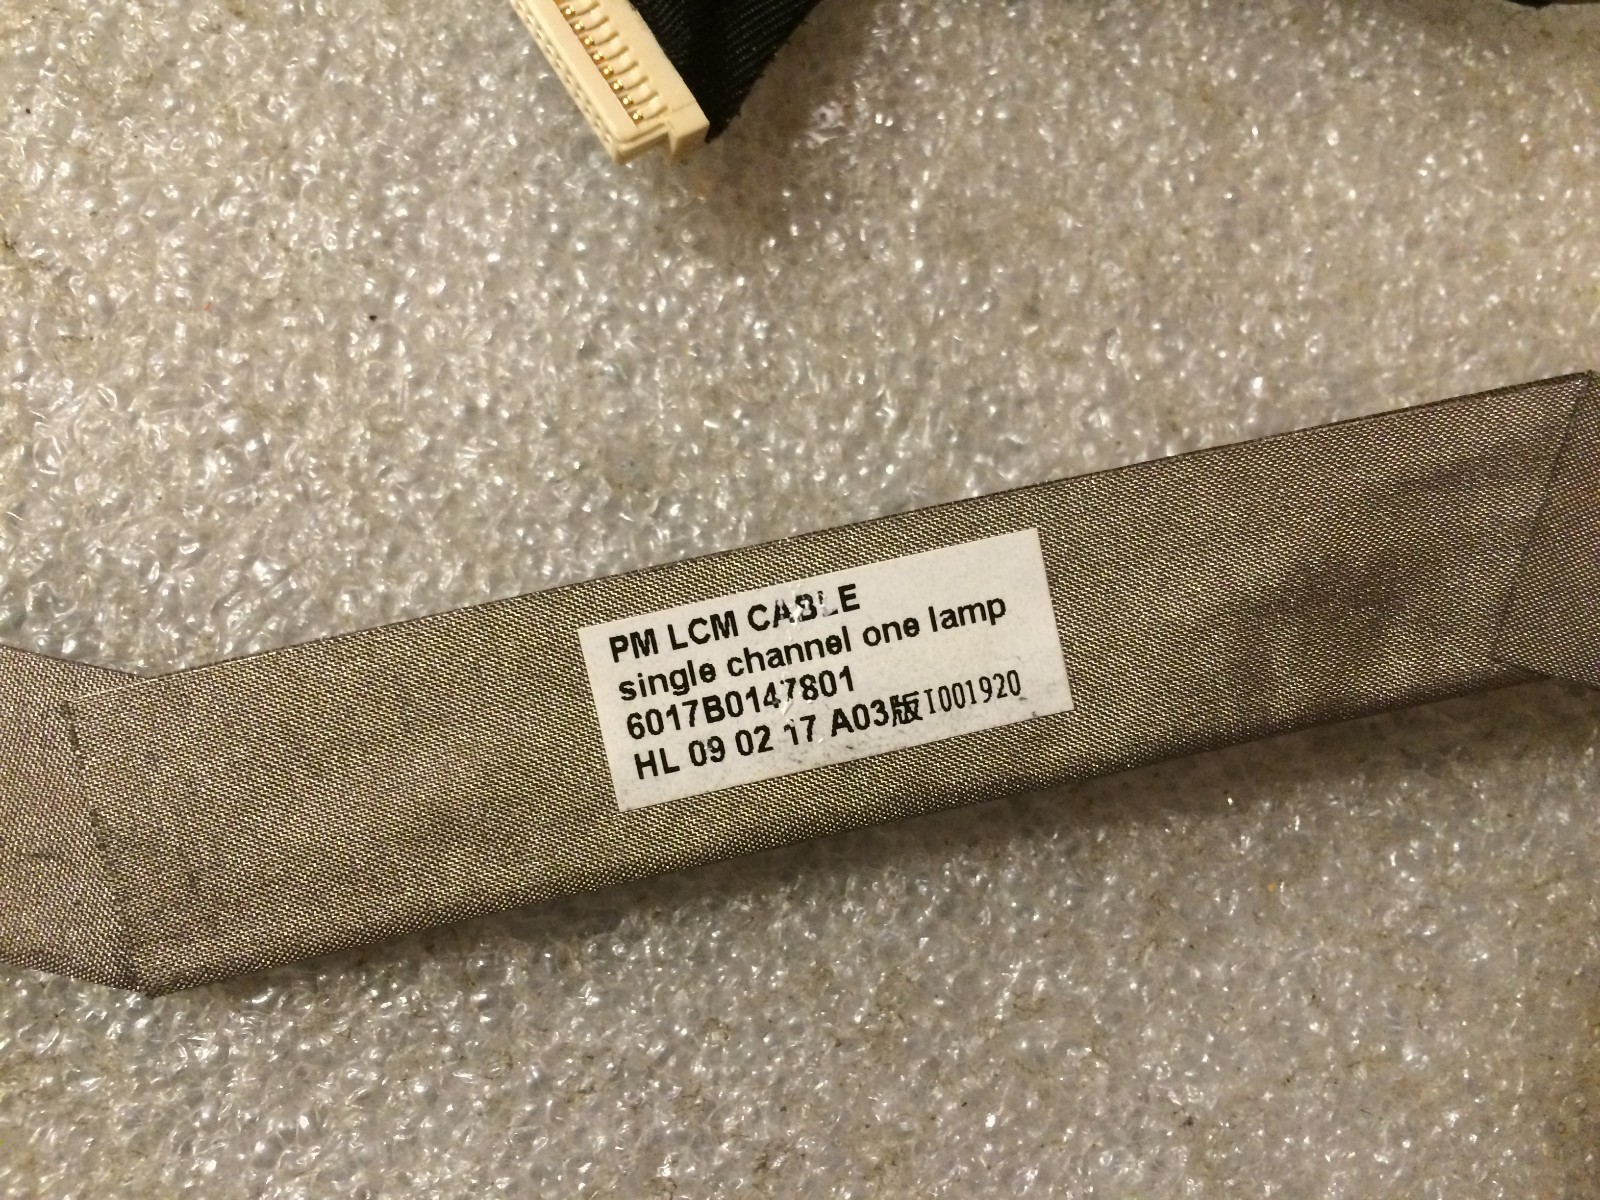 PM LCM CABLE
single channel one lamp
6017B0147801
HL 09 02 17 A03版I001920